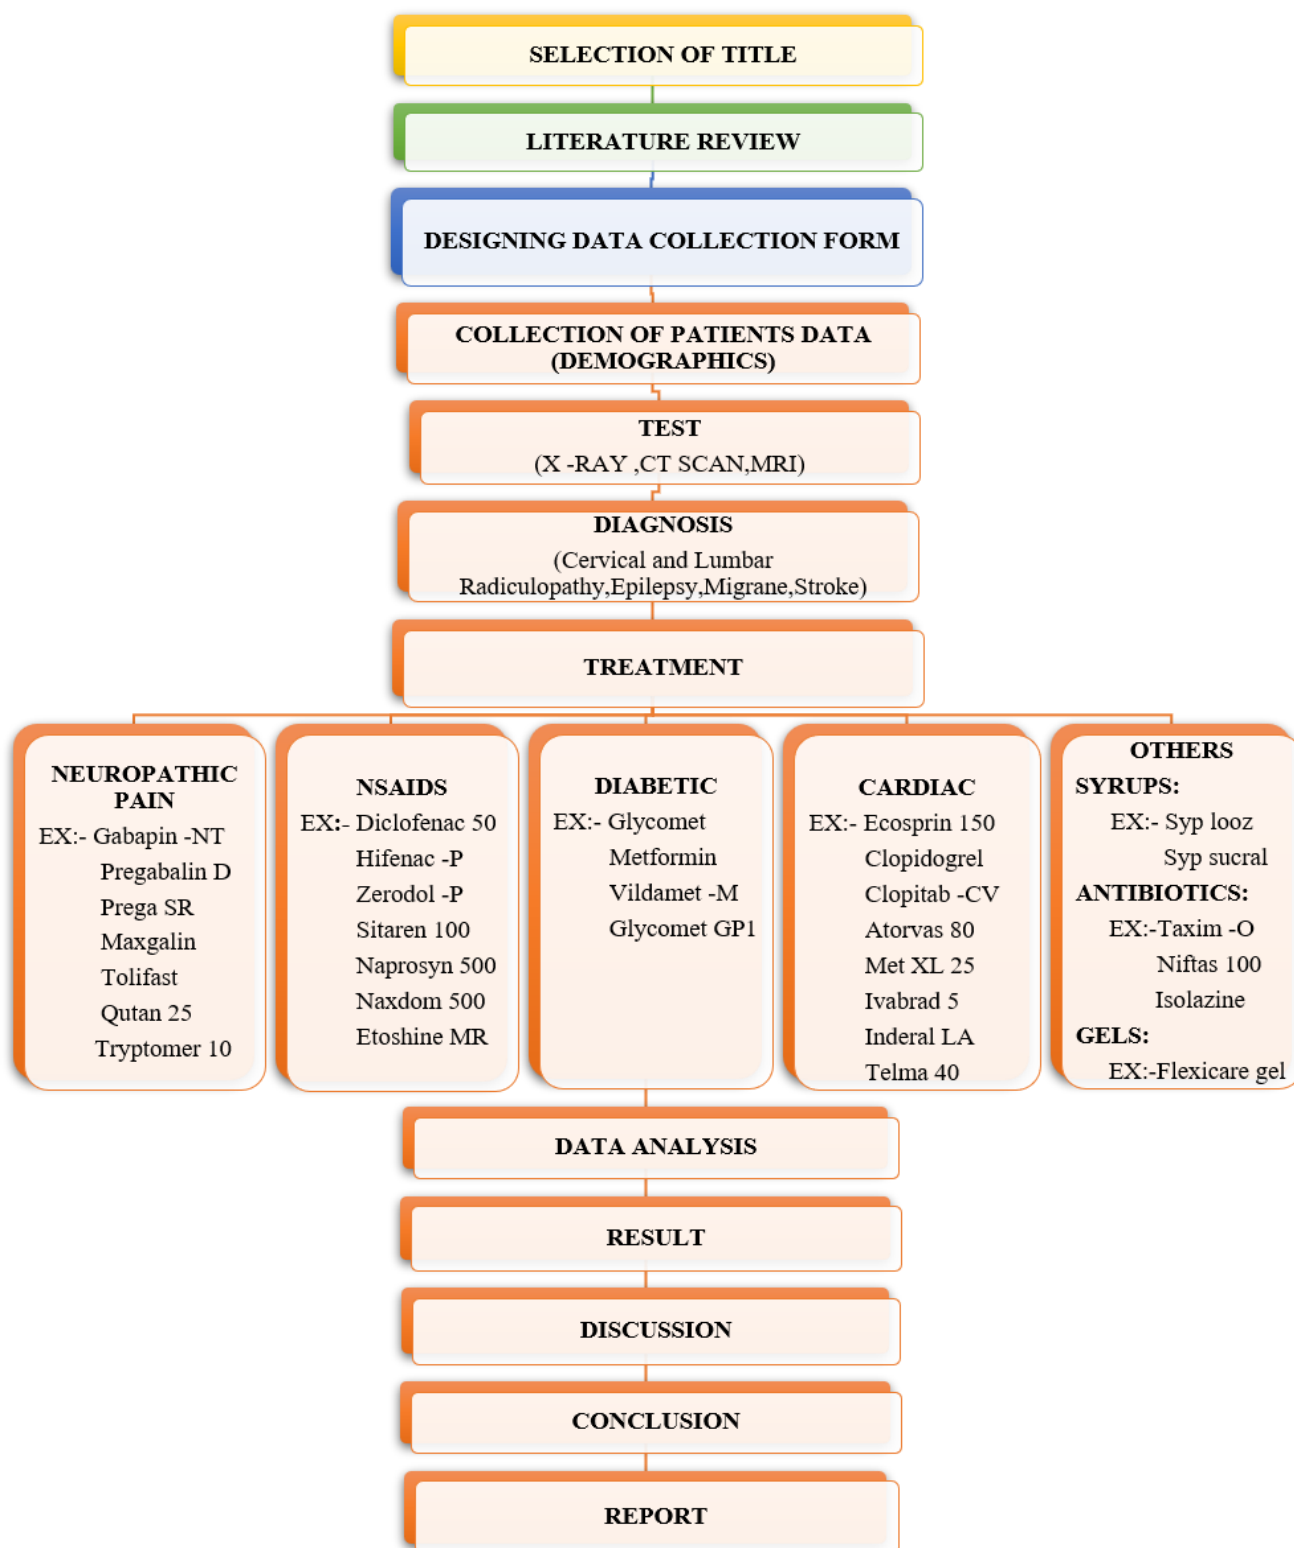 SELECTION OF TITLE
LITERATURE REVIEW
DESIGNING DATA COLLECTION FORM
COLLECTION OF PATIENTS DATA
(DEMOGRAPHICS)
TEST
(X -RAY ,CT SCAN,MRI)
DIAGNOSIS
(Cervical and Lumbar
Radiculopathy,Epilepsy,Migrane,Stroke)
TREATMENT
NEUROPATHIC
PAIN
EX:- Gabapin -NT
Pregabalin D
Prega SR
Maxgalin
Tolifast
Qutan 25
Tryptomer 10
NSAIDS
EX:- Diclofenac 50
Hifenac -P
Zerodol -P
Sitaren 100
Naprosyn 500
Naxdom 500
Etoshine MR
DIABETIC
EX:- Glycomet
Metformin
Vildamet -M
Glycomet GP1
CARDIAC
EX:- Ecosprin 150
Clopidogrel
Clopitab -CV
Atorvas 80
Met XL 25
Ivabrad 5
Inderal LA
Telma 40
OTHERS
SYRUPS:
EX:- Syp looz
Syp sucral
ANTIBIOTICS:
EX:-Taxim -O
Niftas 100
Isolazine
GELS:
EX:-Flexicare gel
DATA ANALYSIS
RESULT
DISCUSSION
CONCLUSION
REPORT